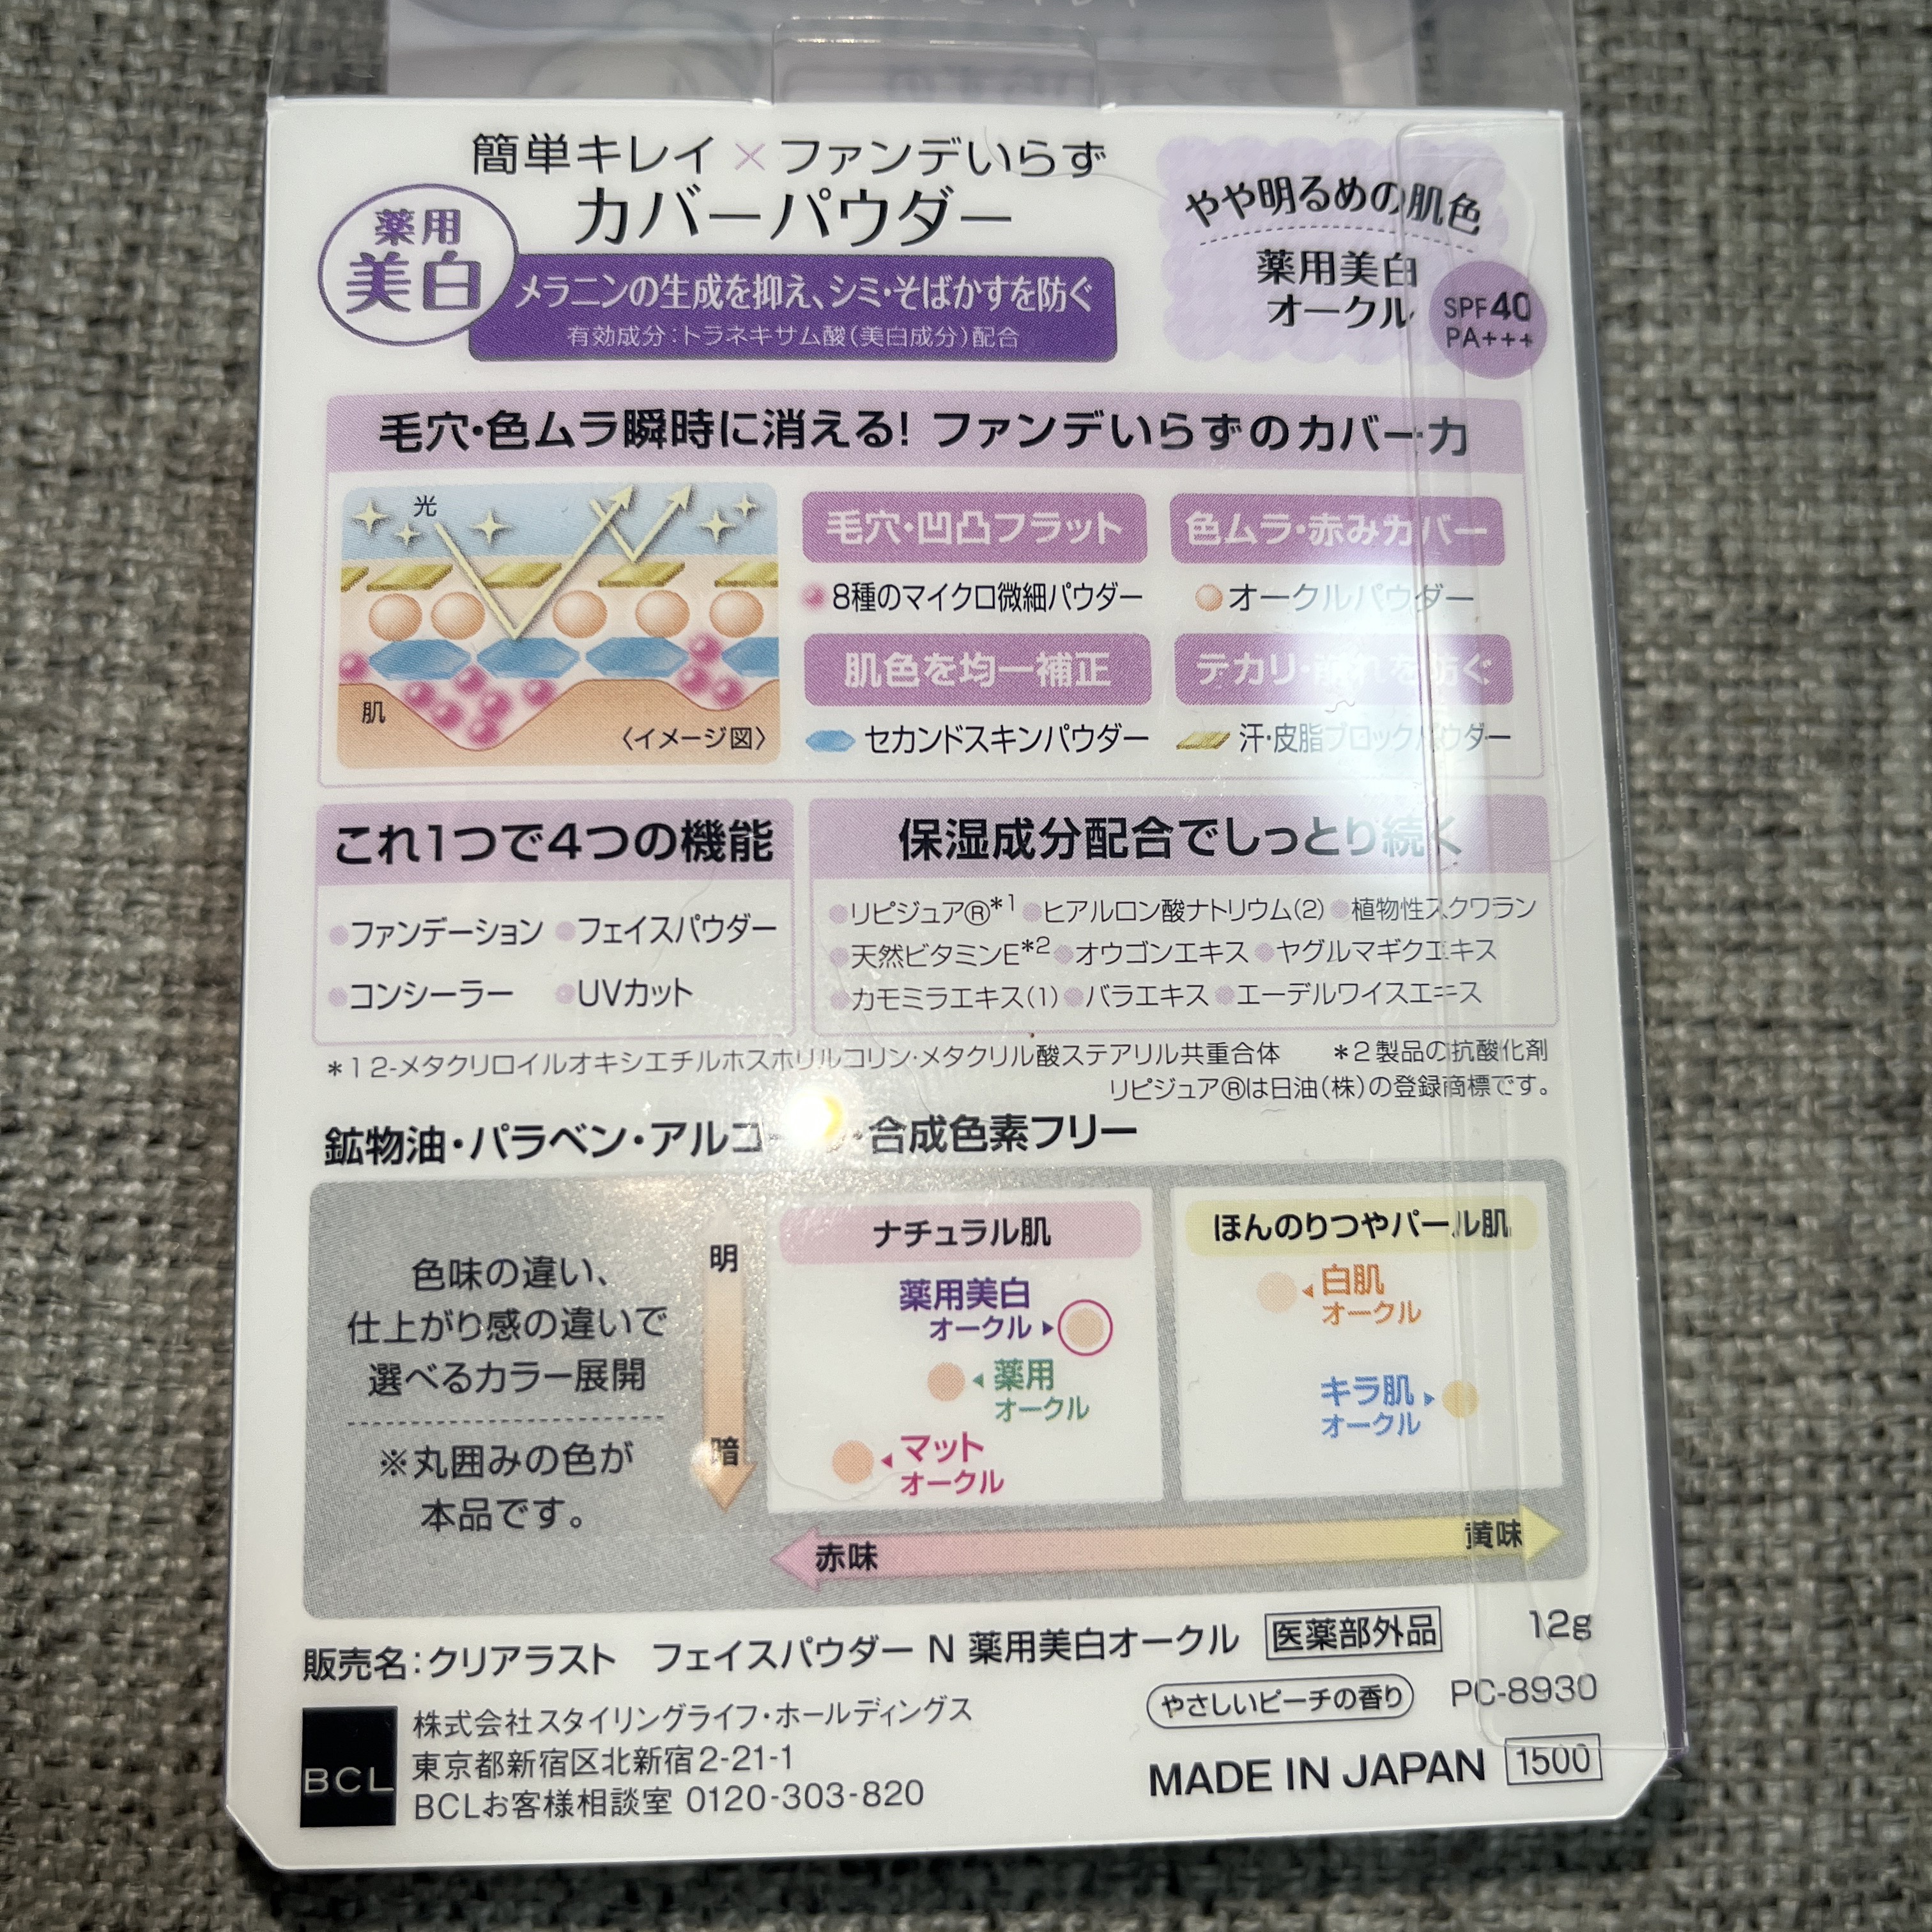 簡単キレイ×ファンデいらず
カバーパウダー
薬用
美白
メラニンの生成を抑え、シミ・そばかすを防ぐ
有効成分:トラネキサム酸(美白成分)配合
やや明るめの肌色
薬用美白
オークル
SPF40
PA+++
毛穴・色ムラ瞬時に消える! ファンデいらずのカバー力
光
肌
〈イメージ図〉
毛穴・凹凸フラット
8種のマイクロ微細パウダー
色ムラ・赤みカバー
オークルパウダー
肌色を均一補正
セカンドスキンパウダー
テカリ・崩れを防ぐ
汗・皮脂ブロックパウダー
これ1つで4つの機能
●ファンデーション ●フェイスパウダー
●コンシーラー ●UVカット
保湿成分配合でしっとり続く
●リピジュア®*1 ●ヒアルロン酸ナトリウム(2) ●植物性スクワラン
●天然ビタミンE*2 ●オウゴンエキス ●ヤグルマギクエキス
●カモミラエキス(1) ●バラエキス ●エーデルワイスエキス
*1 2-メタクリロイルオキシエチルホスホリルコリン・メタクリル酸ステアリル共重合体 *2 製品の抗酸化剤
リピジュア®は日油(株)の登録商標です。
鉱物油・パラベン・アルコール・合成色素フリー
色味の違い、
仕上がり感の違いで
選べるカラー展開
※丸囲みの色が
本品です。
明
暗
ナチュラル肌
薬用美白
オークル
薬用
オークル
マット
オークル
ほんのりつやパール肌
白肌
オークル
キラ肌
オークル
赤味
黄味
販売名:クリアラスト フェイスパウダー N 薬用美白オークル 医薬部外品 12g
BCL
株式会社スタイリングライフ・ホールディングス
東京都新宿区北新宿2-21-1
BCLお客様相談室 0120-303-820
やさしいピーチの香り PC-8930
MADE IN JAPAN 1500